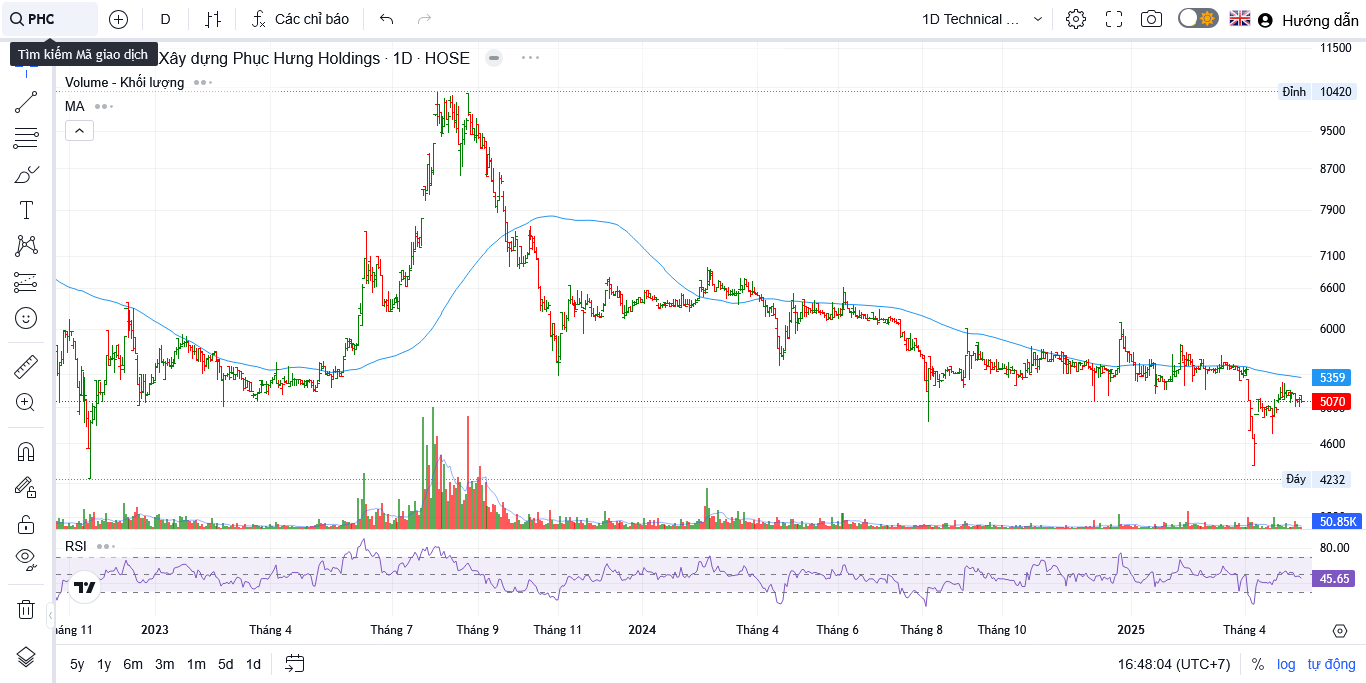 PHC D Các chỉ báo 1D Technical ... Hướng dẫn
Tìm kiếm Mã giao dịch
Xây dựng Phục Hưng Holdings · 1D · HOSE
Volume - Khối lượng
MA
11500
Đỉnh 10420
9500
8700
7900
7100
6600
6000
5359
5070
4600
Đáy 4232
50.85K
RSI
80.00
45.65
áng 11 2023 Tháng 4 Tháng 7 Tháng 9 Tháng 11 2024 Tháng 4 Tháng 6 Tháng 8 Tháng 10 2025 Tháng 4
5y 1y 6m 3m 1m 5d 1d 16:48:04 (UTC+7) % log tự động